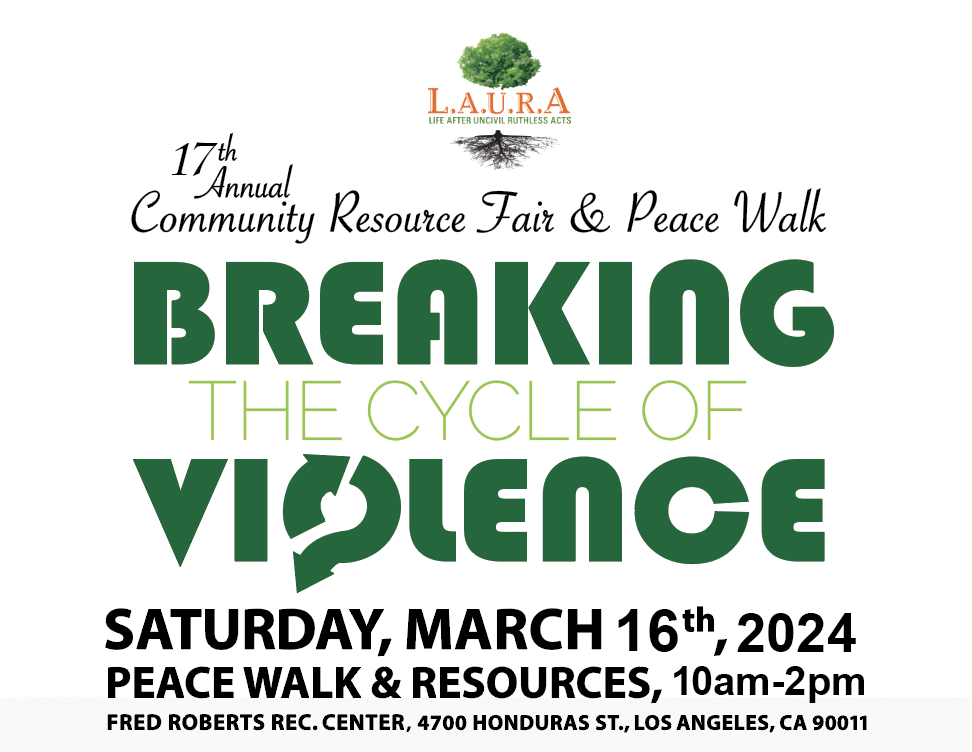 L.A.U.R.A
LIFE AFTER UNCIVIL RUTHLESS ACTS
17th
Annual
Community Resource Fair & Peace Walk
BREAKING
THE CYCLE OF
VIOLENCE
SATURDAY, MARCH 16th, 2024
PEACE WALK & RESOURCES, 10am-2pm
FRED ROBERTS REC. CENTER, 4700 HONDURAS ST., LOS ANGELES, CA 90011